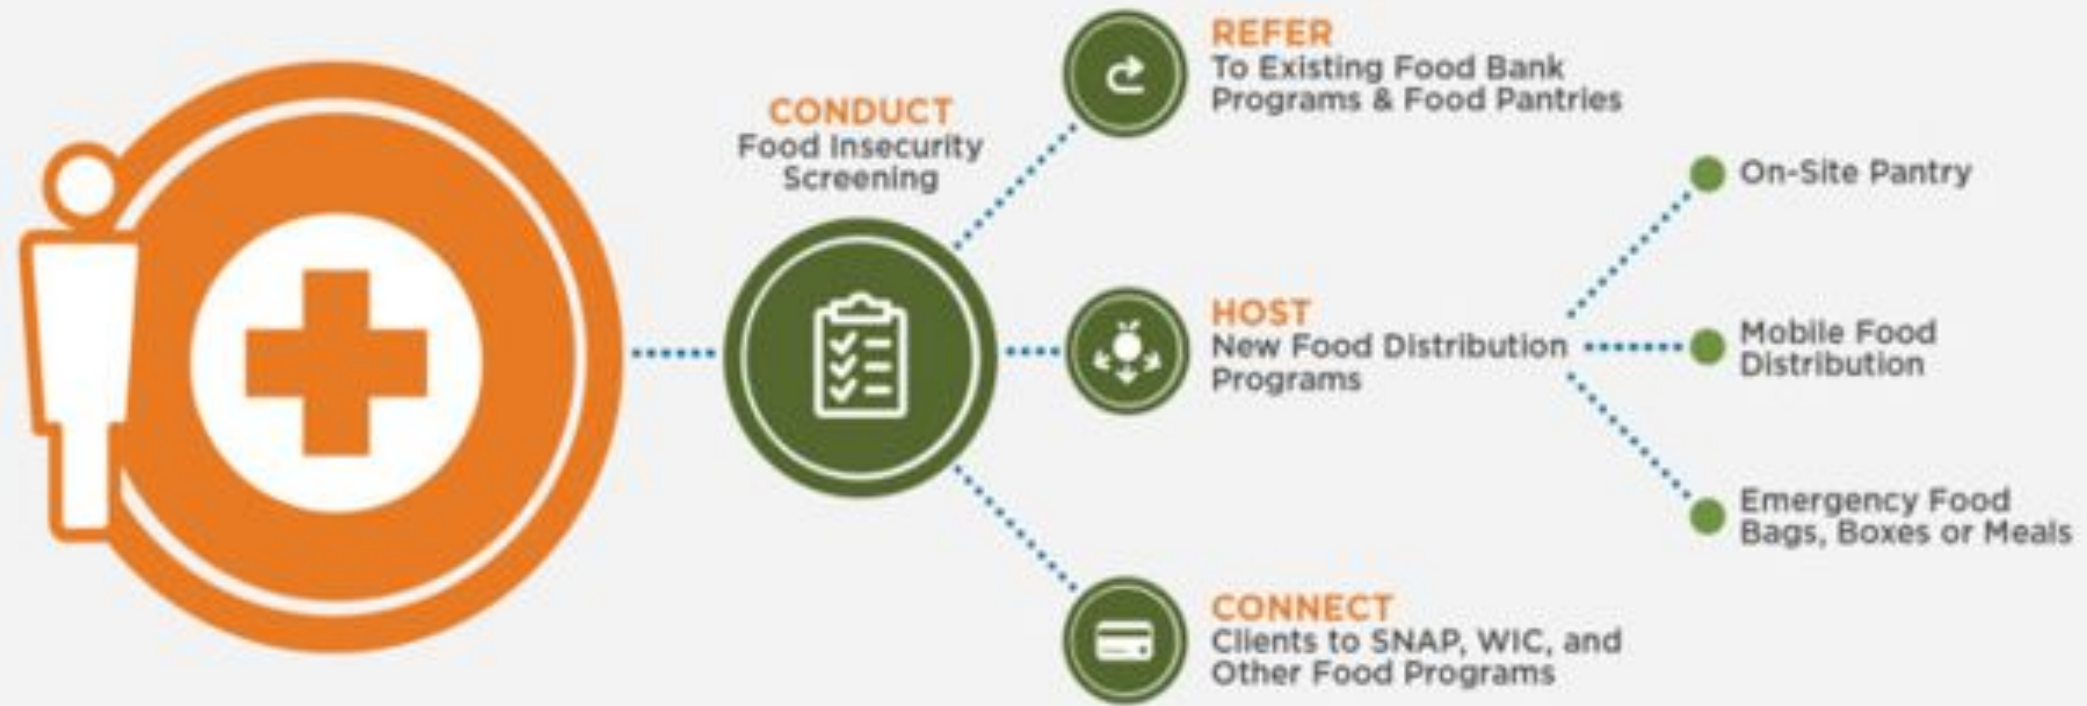 CONDUCT
Food Insecurity
Screening
REFER
To Existing Food Bank
Programs & Food Pantries
HOST
New Food Distribution
Programs
CONNECT
Clients to SNAP, WIC, and
Other Food Programs
On-Site Pantry
Mobile Food
Distribution
Emergency Food
Bags, Boxes or Meals